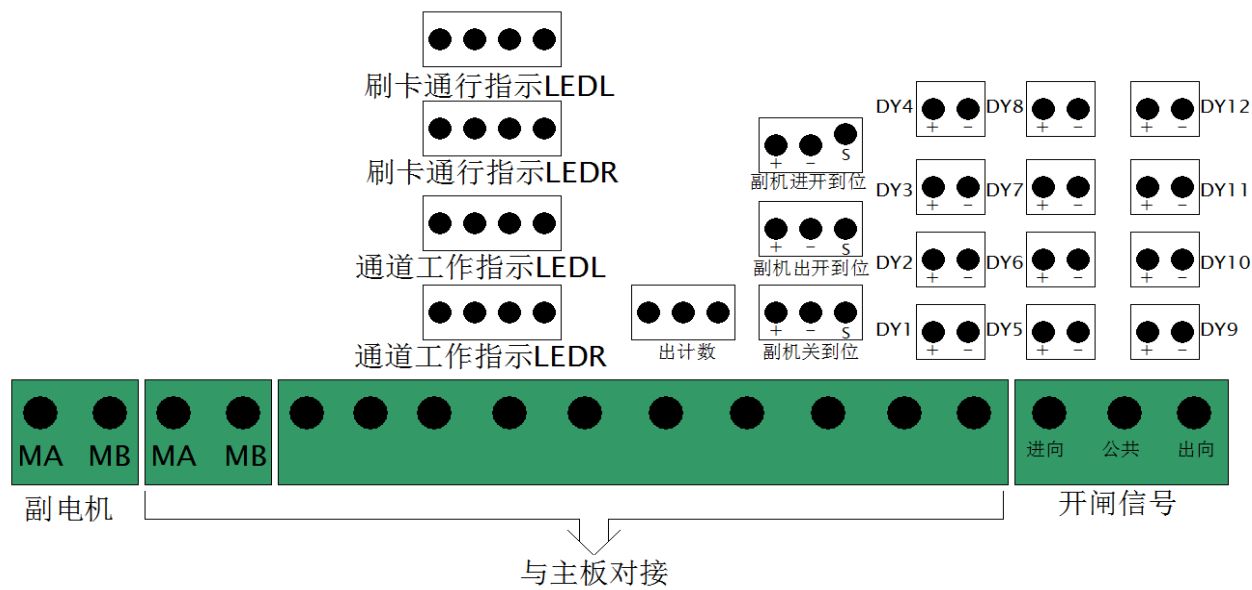 刷卡通行指示LEDL
刷卡通行指示LEDR
通道工作指示LEDL
通道工作指示LEDR
出计数
+ - S
副机进开到位
+ - S
副机出开到位
+ - S
副机关到位
DY4 + - DY8 + - + - DY12
DY3 + - DY7 + - + - DY11
DY2 + - DY6 + - + - DY10
DY1 + - DY5 + - + - DY9
MA MB MA MB 进向 公共 出向
副电机
开闸信号
与主板对接